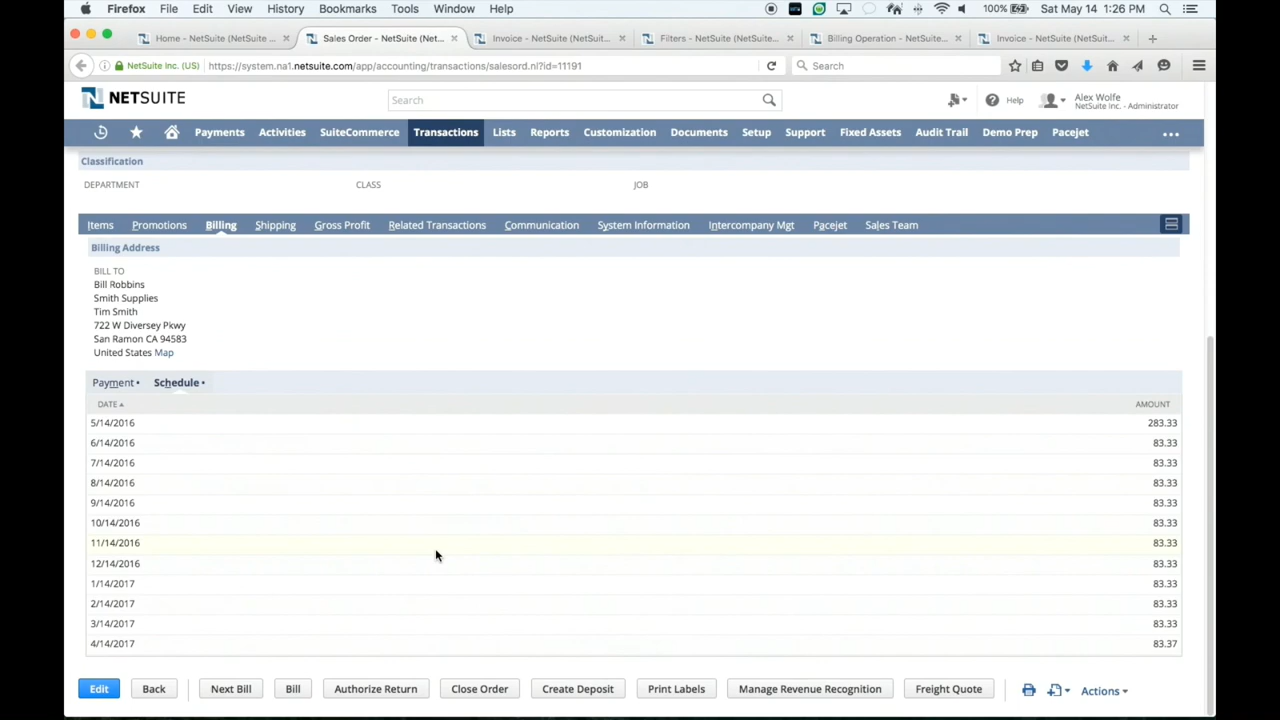 Firefox File Edit View History Bookmarks Tools Window Help 100% Sat May 14 1:26 PM
Home - NetSuite (NetSuite ... × Sales Order - NetSuite (Net... × Invoice - NetSuite (NetSuit... × Filters - NetSuite (NetSuite... × Billing Operation - NetSuite... × Invoice - NetSuite (NetSuit... × +
NetSuite Inc. (US) https://system.na1.netsuite.com/app/accounting/transactions/salesord.nl?id=11191 Search
NETSUITE Search Help Alex Wolfe
NetSuite Inc. - Administrator
Payments Activities SuiteCommerce Transactions Lists Reports Customization Documents Setup Support Fixed Assets Audit Trail Demo Prep Pacejet ...
Classification
DEPARTMENT CLASS JOB
Items Promotions Billing Shipping Gross Profit Related Transactions Communication System Information Intercompany Mgt Pacejet Sales Team
Billing Address
BILL TO
Bill Robbins
Smith Supplies
Tim Smith
722 W Diversey Pkwy
San Ramon CA 94583
United States Map
Payment • Schedule •
DATE AMOUNT
5/14/2016 283.33
6/14/2016 83.33
7/14/2016 83.33
8/14/2016 83.33
9/14/2016 83.33
10/14/2016 83.33
11/14/2016 83.33
12/14/2016 83.33
1/14/2017 83.33
2/14/2017 83.33
3/14/2017 83.33
4/14/2017 83.37
Edit Back Next Bill Bill Authorize Return Close Order Create Deposit Print Labels Manage Revenue Recognition Freight Quote Actions